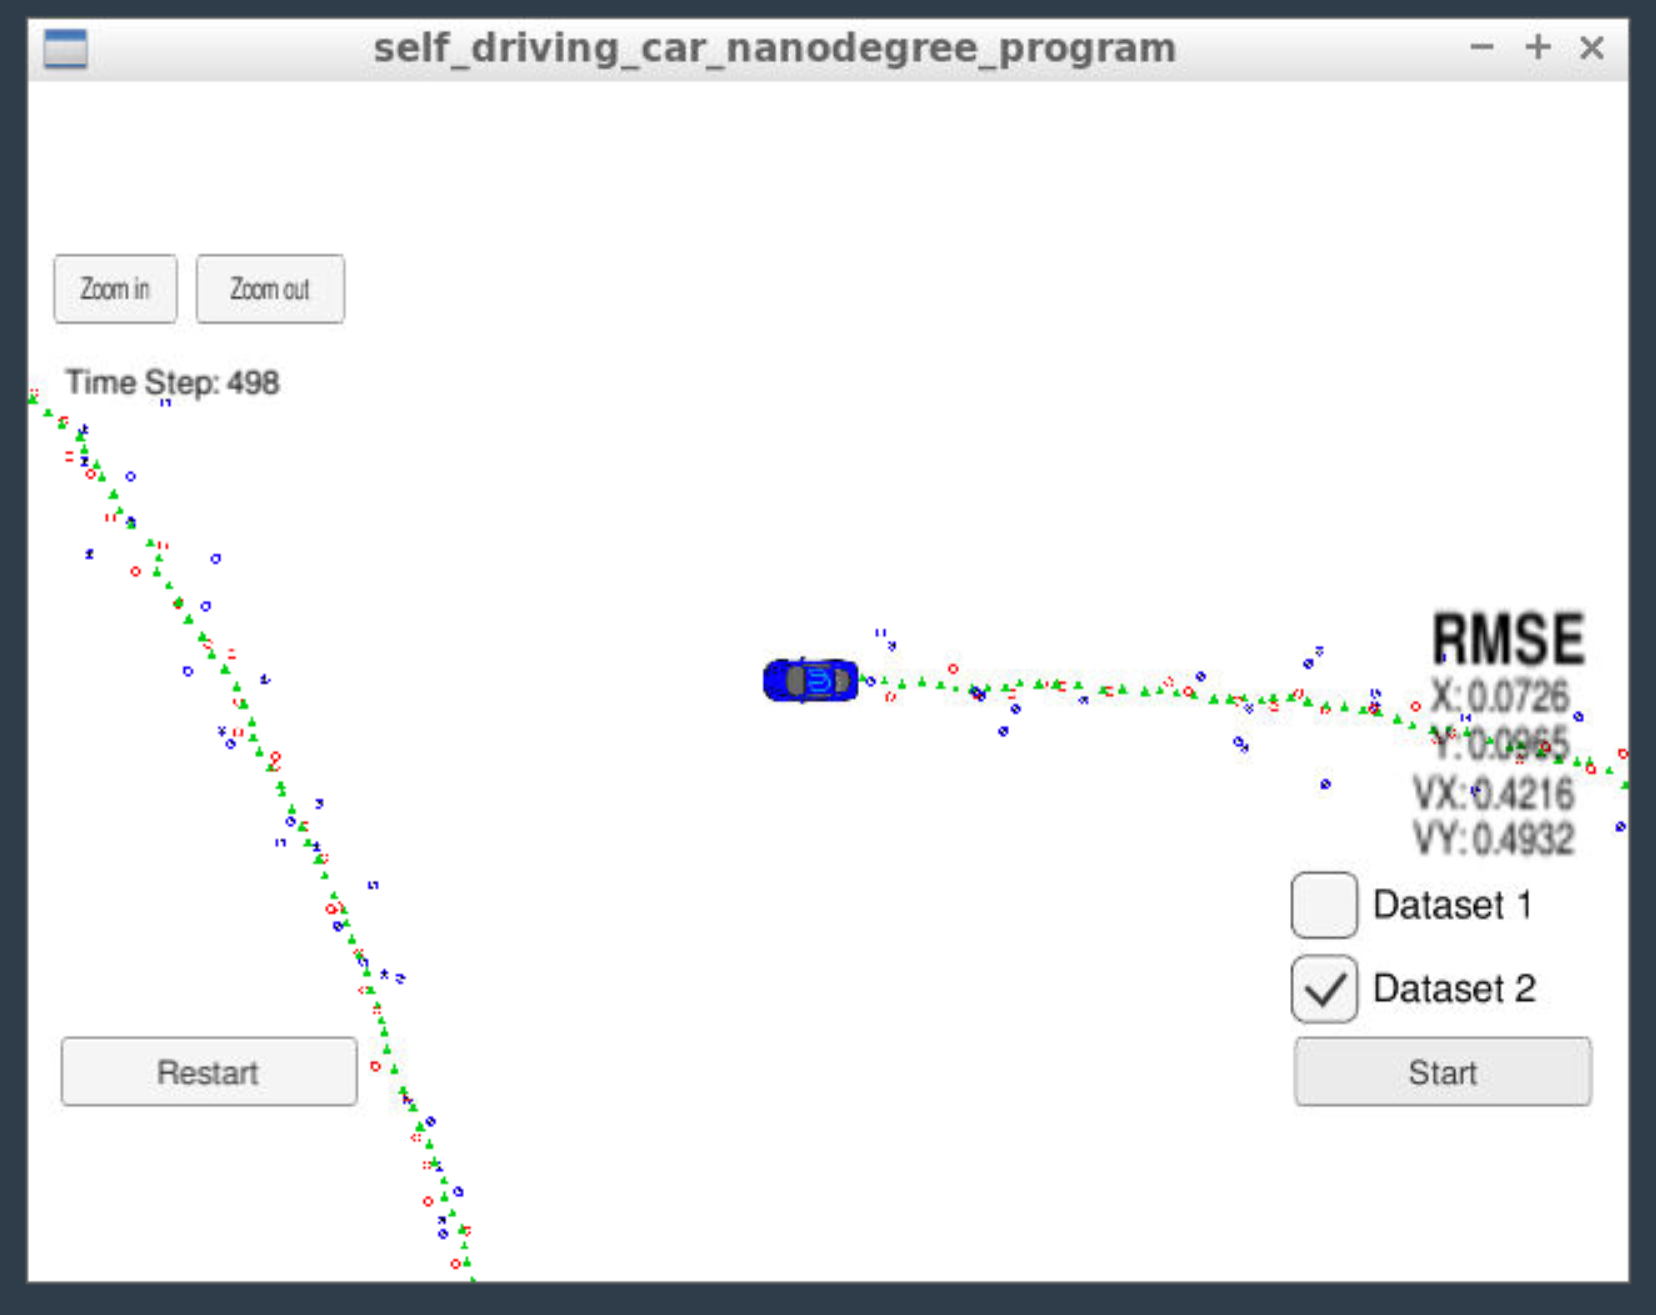 self_driving_car_nanodegree_program
Zoom in
Zoom out
Time Step: 498
RMSE
X: 0.0726
Y: 0.0965
VX: 0.4216
VY: 0.4932
Dataset 1
Dataset 2
Restart
Start